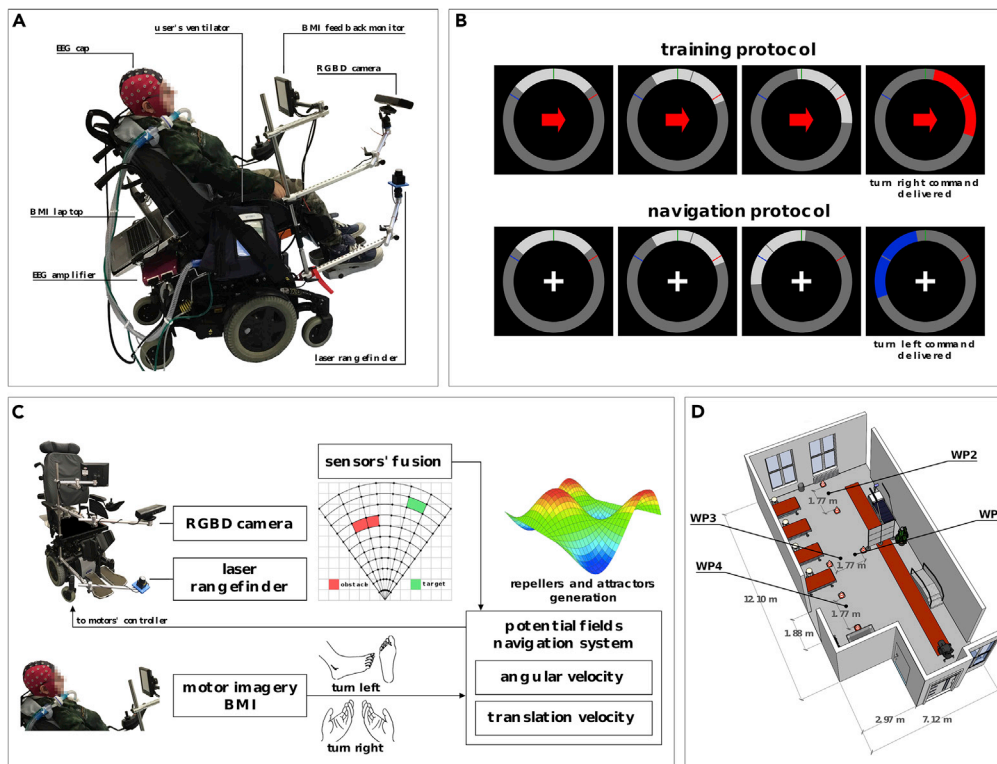 A
user's ventilator
BMI feedback monitor
EEG cap
RGBD camera
BMI laptop
EEG amplifier
laser rangefinder
B
training protocol
turn right command
delivered
navigation protocol
turn left command
delivered
C
sensors' fusion
RGBD camera
laser
rangefinder
obstack
target
repellers and attractors
generation
to motors' controller
potential fields
navigation system
angular velocity
translation velocity
motor imagery
BMI
turn left
turn right
D
WP2
1.77 m
WP3
WP
1.77 m
WP4
12.10 m
1.77 m
1.88 m
2.97 m
7.12 m